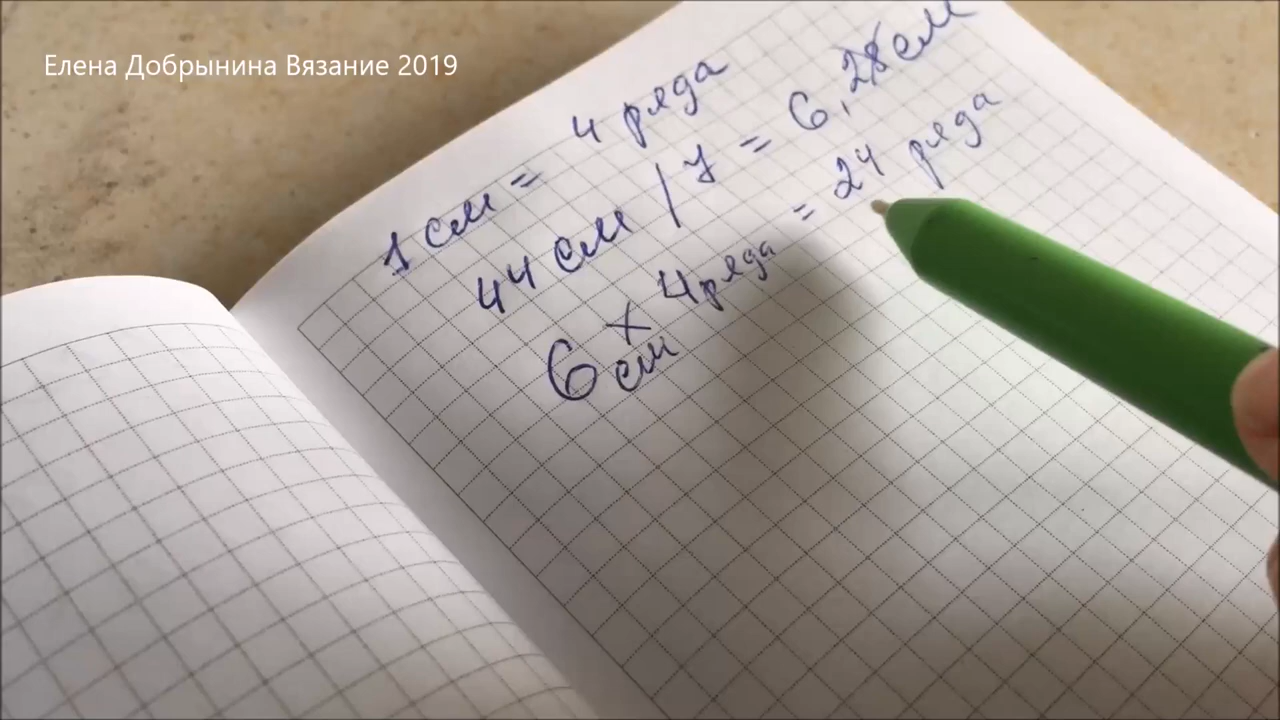 Елена Добрынина Вязание 2019
1 см = 4 ряда
44 см / 7 = 6,28 см
6 см х 4 ряда = 24 ряда